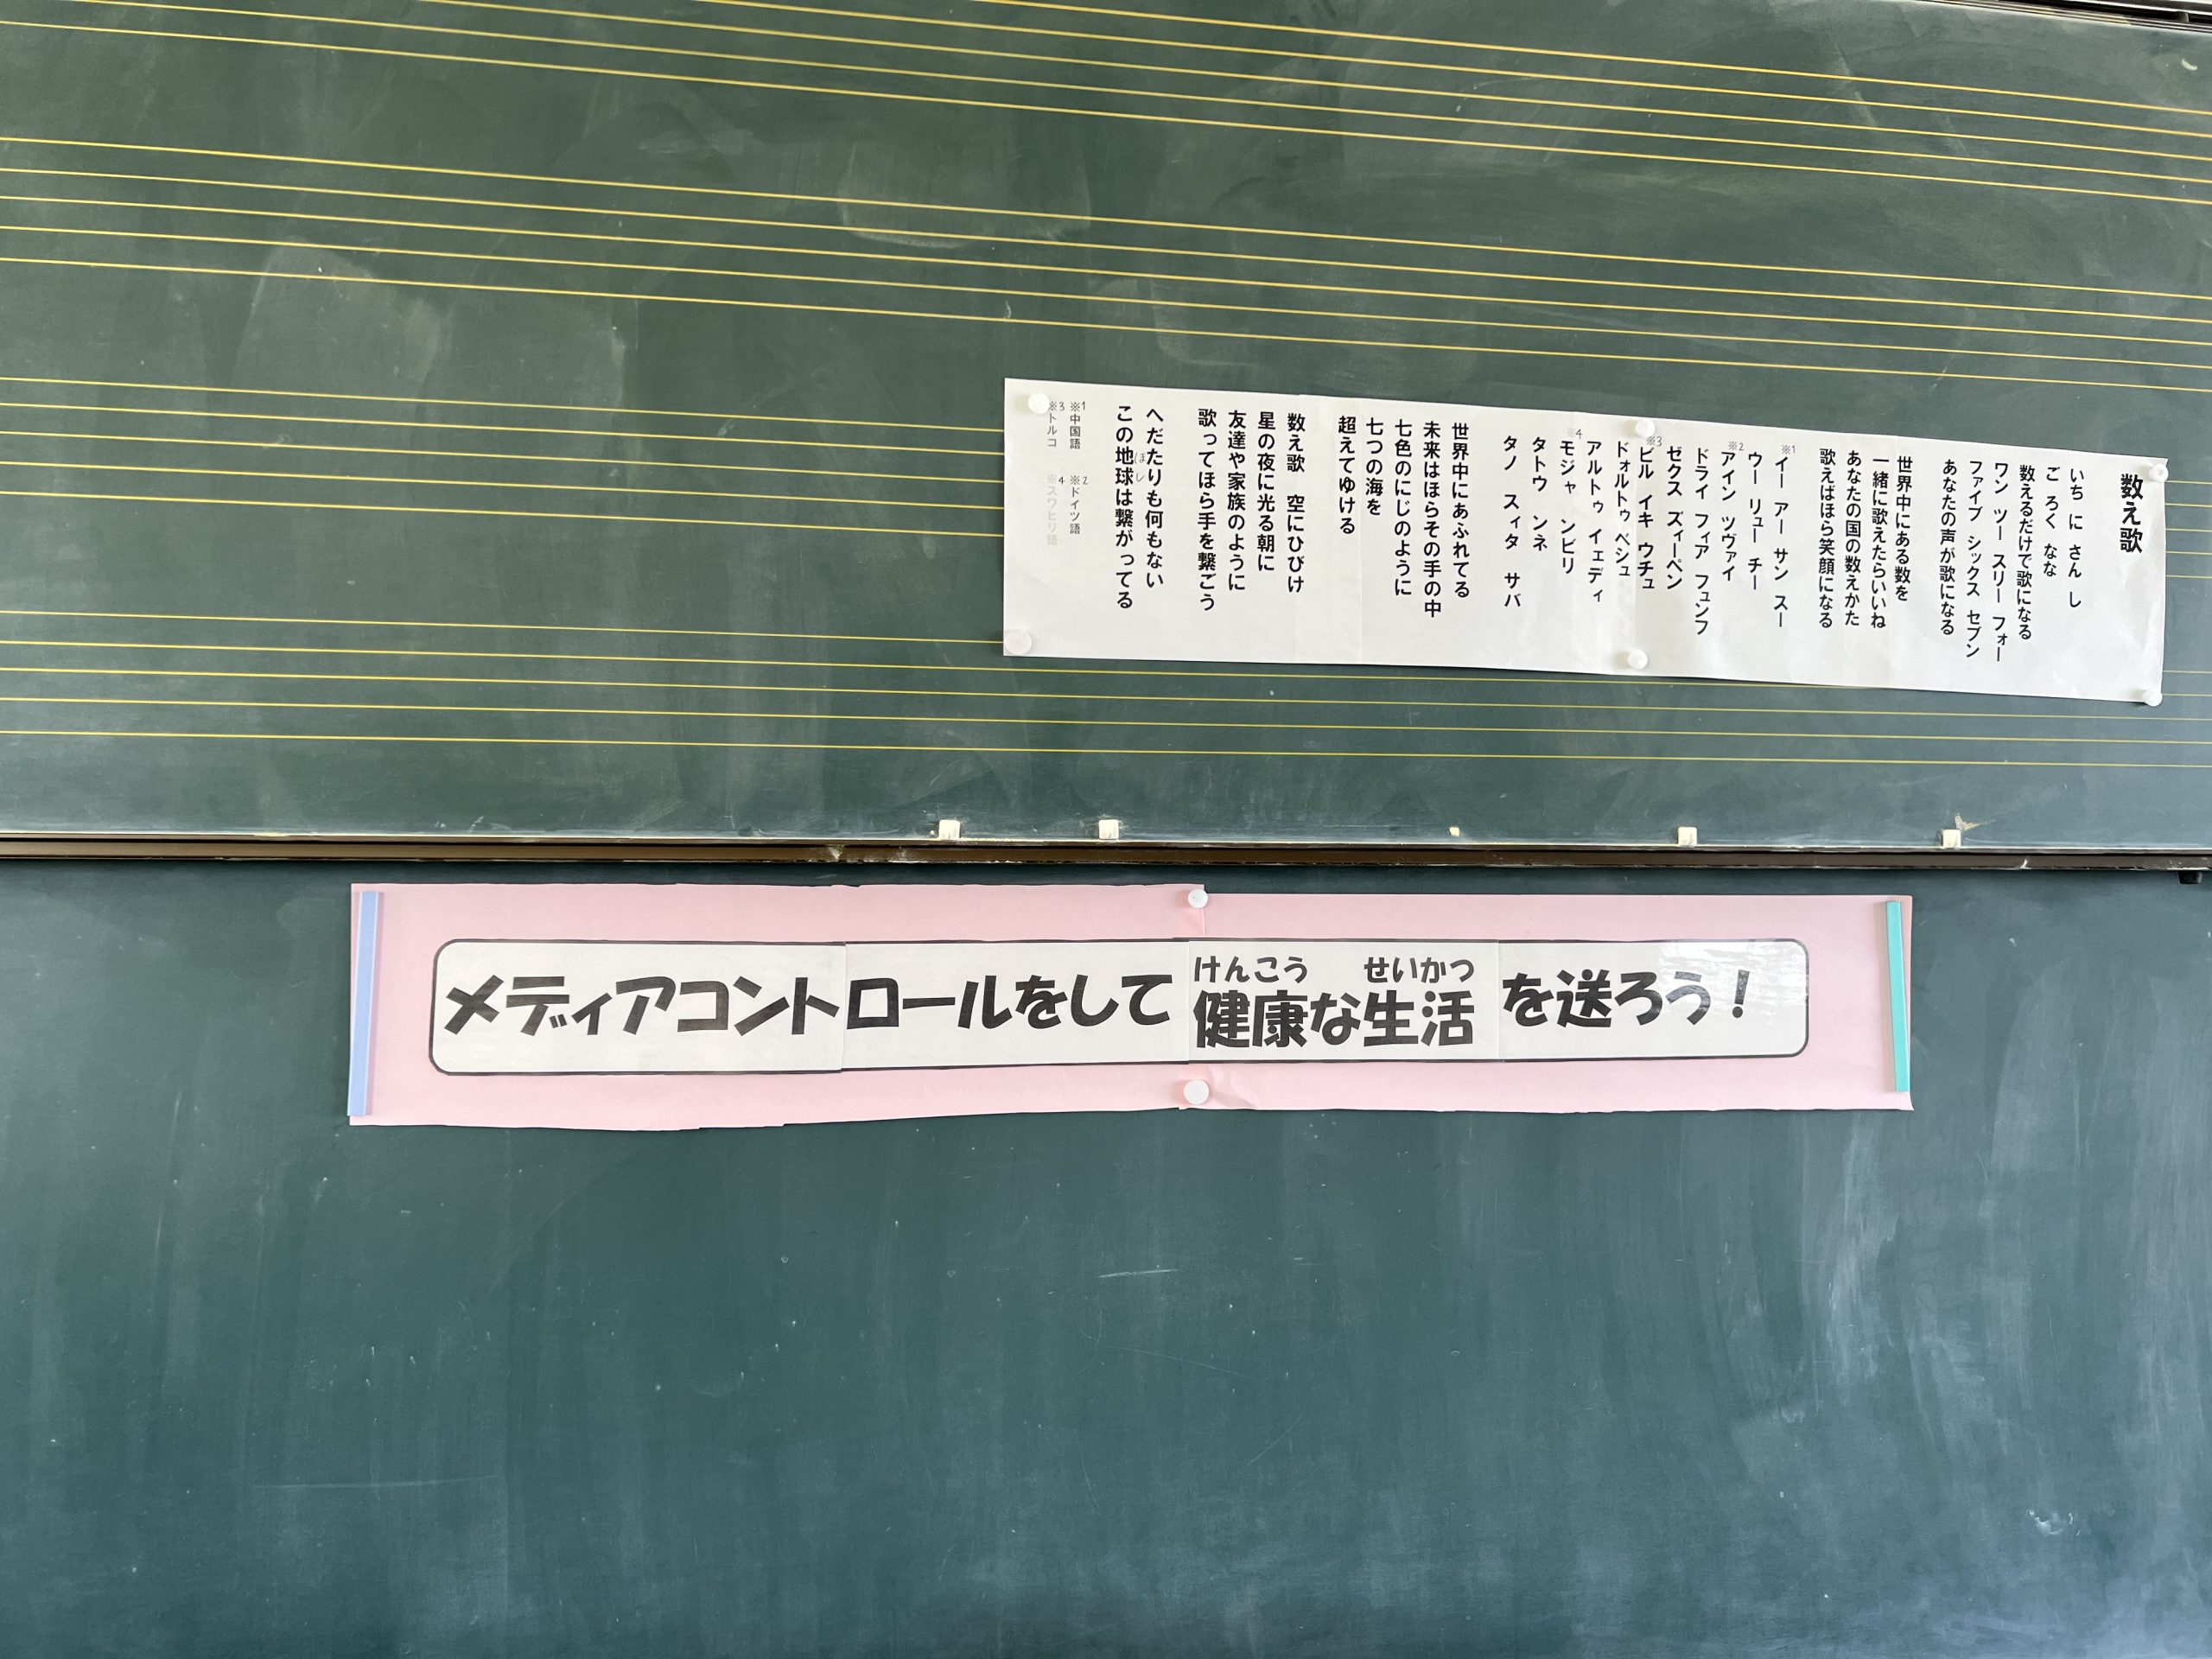 数え歌
いち に さん し
ご ろく なな
数えるだけで歌になる
ワン ツー スリー フォー
ファイブ シックス セブン
あなたの声が歌になる
世界中にある数を
一緒に歌えたらいいね
あなたの国の数えかた
歌えばほら笑顔になる
※1
イー アー サン スー
ウー リュー チー
※2
アイン ツヴァイ
ドライ フィア フュンフ
ゼクス ズィーベン
※3
ビル イキ ウチュ
ドォルトゥ ベシュ
アルトゥ イェディ
※4
モジャ ンビリ
タトウ ンネ
タノ スィタ サバ
世界中にあふれてる
未来はほらその手の中
七色のにじのように
七つの海を
超えてゆける
数え歌 空にひびけ
星の夜に光る朝に
友達や家族のように
歌ってほら手を繋ごう
へだたりも何もない
この地球は繋がってる
ほし
※1 中国語 ※2 ドイツ語
※3 トルコ ※4 スワヒリ語
メディアコントロールをして健康な生活を送ろう！
けんこう せいかつ